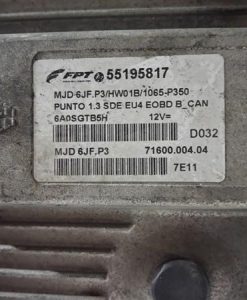 FPT 55195817
MJD 6JF.P3/HW01B/1065-P350
PUNTO 1.3 SDE EU4 EOBD B_CAN
6A0SGTB5H 12V=
D032
MJD 6JF.P3 71600.004.04
7E11